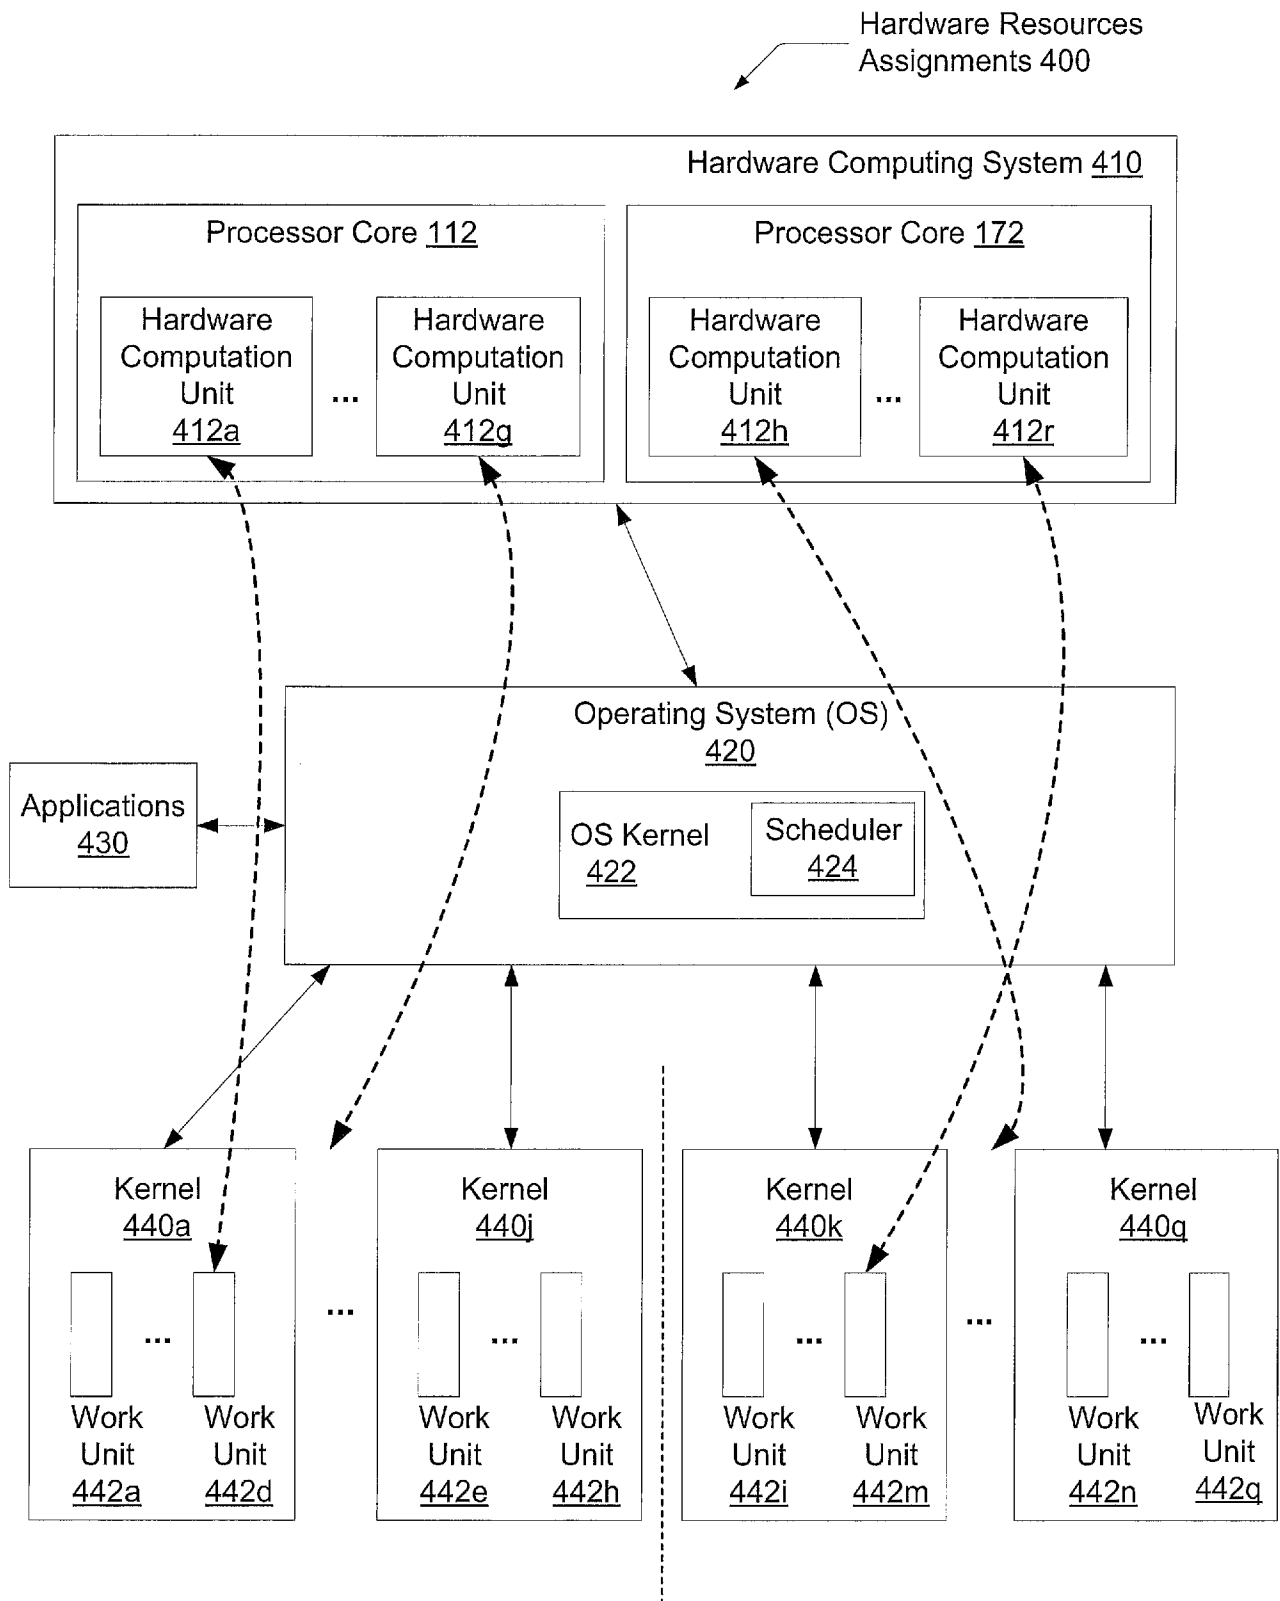 Hardware Resources
Assignments 400
Hardware Computing System 410
Processor Core 112
Processor Core 172
Hardware
Computation
Unit
412a
...
Hardware
Computation
Unit
412g
Hardware
Computation
Unit
412h
...
Hardware
Computation
Unit
412r
Operating System (OS)
420
Applications
430
OS Kernel
422
Scheduler
424
Kernel
440a
...
Work
Unit
442a
Work
Unit
442d
...
Kernel
440j
...
Work
Unit
442e
Work
Unit
442h
Kernel
440k
...
Work
Unit
442i
Work
Unit
442m
...
Kernel
440q
...
Work
Unit
442n
Work
Unit
442q